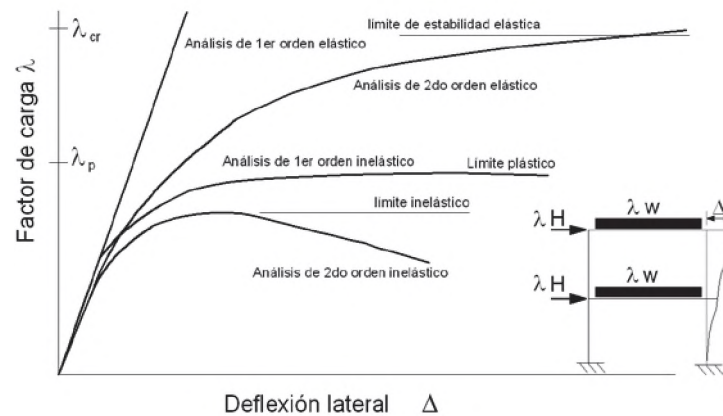 límite de estabilidad elástica
λcr
Análisis de 1er orden elástico
Análisis de 2do orden elástico
Factor de carga λ
λp
Análisis de 1er orden inelástico
Límite plástico
límite inelástico
λ w
Δ
λ H
Análisis de 2do orden inelástico
λ w
λ H
Deflexión lateral Δ